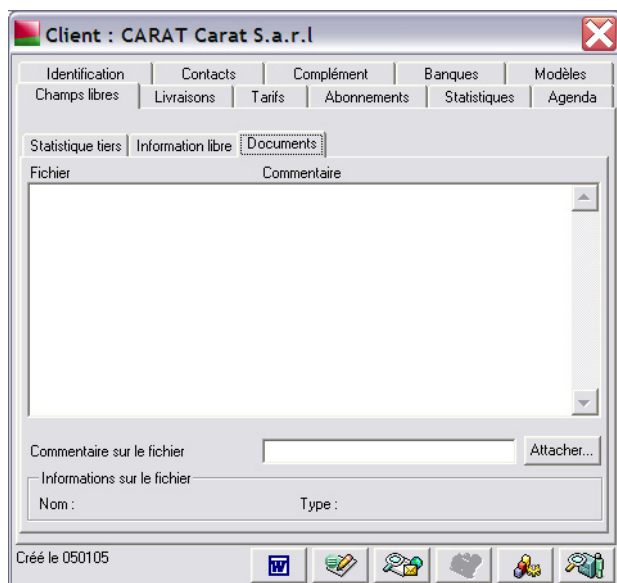 Client : CARAT Carat S.a.r.l
Identification Contacts Complément Banques Modèles
Champs libres Livraisons Tarifs Abonnements Statistiques Agenda
Statistique tiers Information libre Documents
Fichier Commentaire
Commentaire sur le fichier Attacher...
Informations sur le fichier
Nom : Type :
Créé le 050105
W